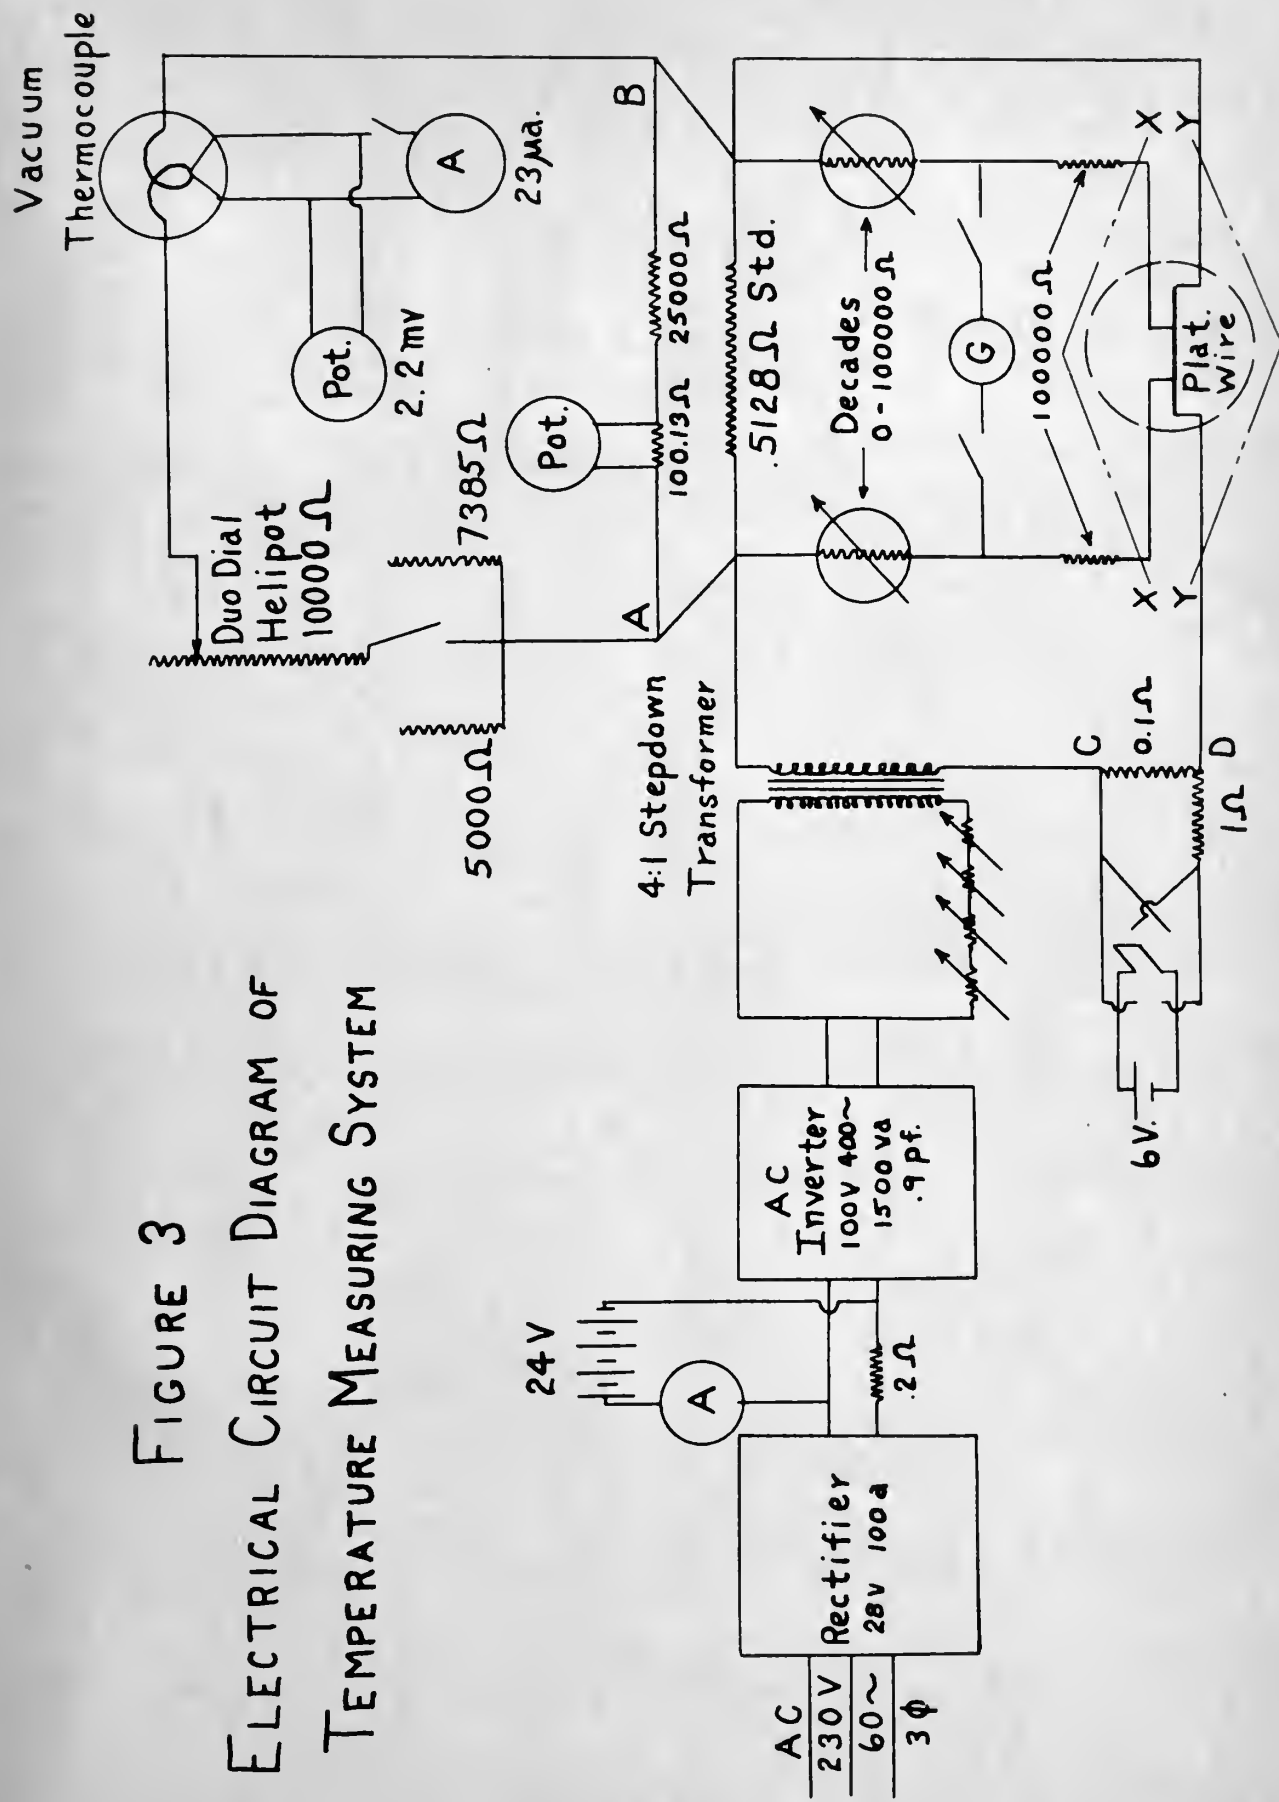 FIGURE 3
ELECTRICAL CIRCUIT DIAGRAM OF
TEMPERATURE MEASURING SYSTEM
Vacuum
Thermocouple
A
23µa.
Pot.
2.2mv
Duo Dial
Helipot
10000Ω
7385Ω
5000Ω
Pot.
A
B
100.13Ω
25000Ω
.5128Ω Std.
4:1 Stepdown
Transformer
Decades
0-100000Ω
G
100000Ω
X
Y
X
Y
Plat.
Wire
C
0.1Ω
D
1Ω
6V.
24V
A
.2Ω
AC
Inverter
100V 400~
1500va
.9pf.
Rectifier
28V 100a
AC
230V
60~
3ϕ